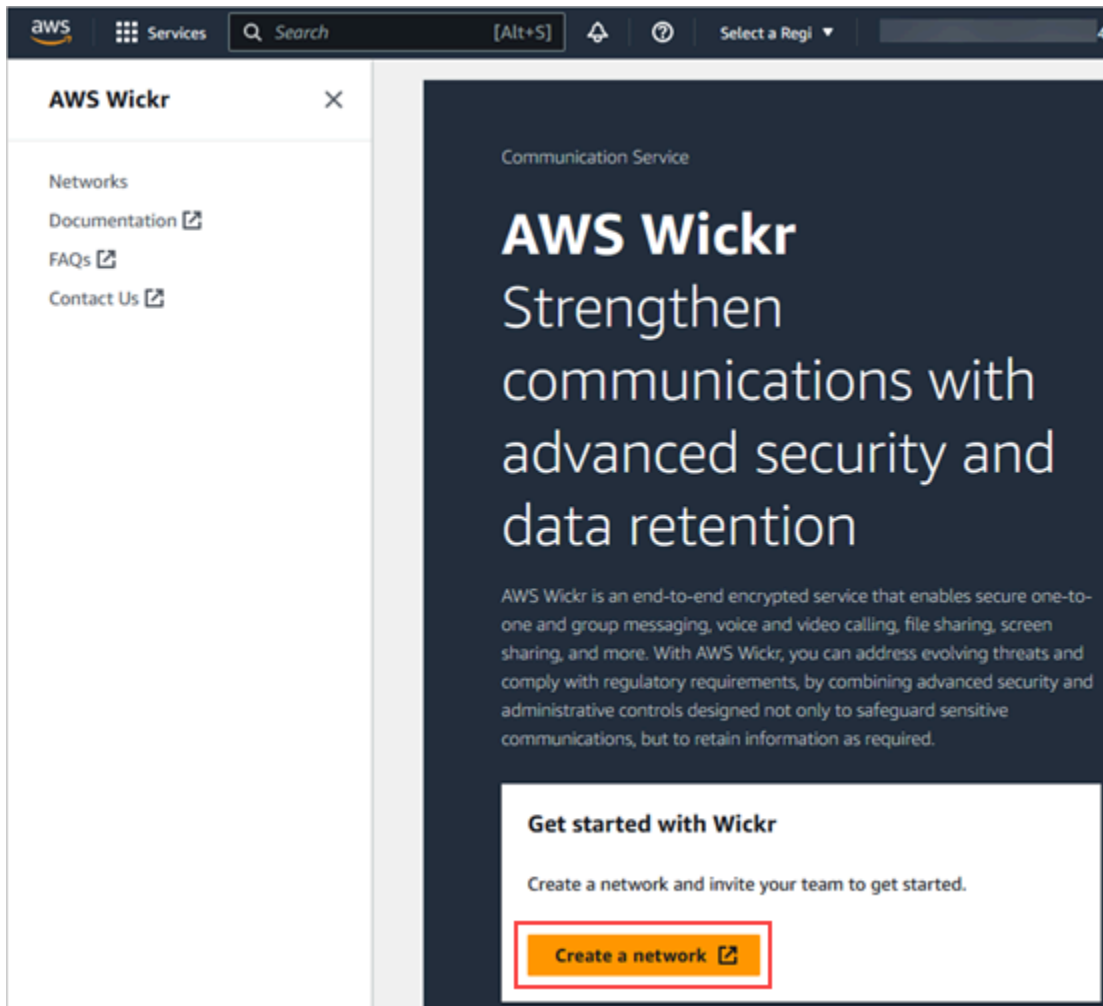 aws
Services
Search
[Alt+S]
Select a Regi
AWS Wickr
Networks
Documentation
FAQs
Contact Us
Communication Service
AWS Wickr
Strengthen
communications with
advanced security and
data retention
AWS Wickr is an end-to-end encrypted service that enables secure one-to-
one and group messaging, voice and video calling, file sharing, screen
sharing, and more. With AWS Wickr, you can address evolving threats and
comply with regulatory requirements, by combining advanced security and
administrative controls designed not only to safeguard sensitive
communications, but to retain information as required.
Get started with Wickr
Create a network and invite your team to get started.
Create a network